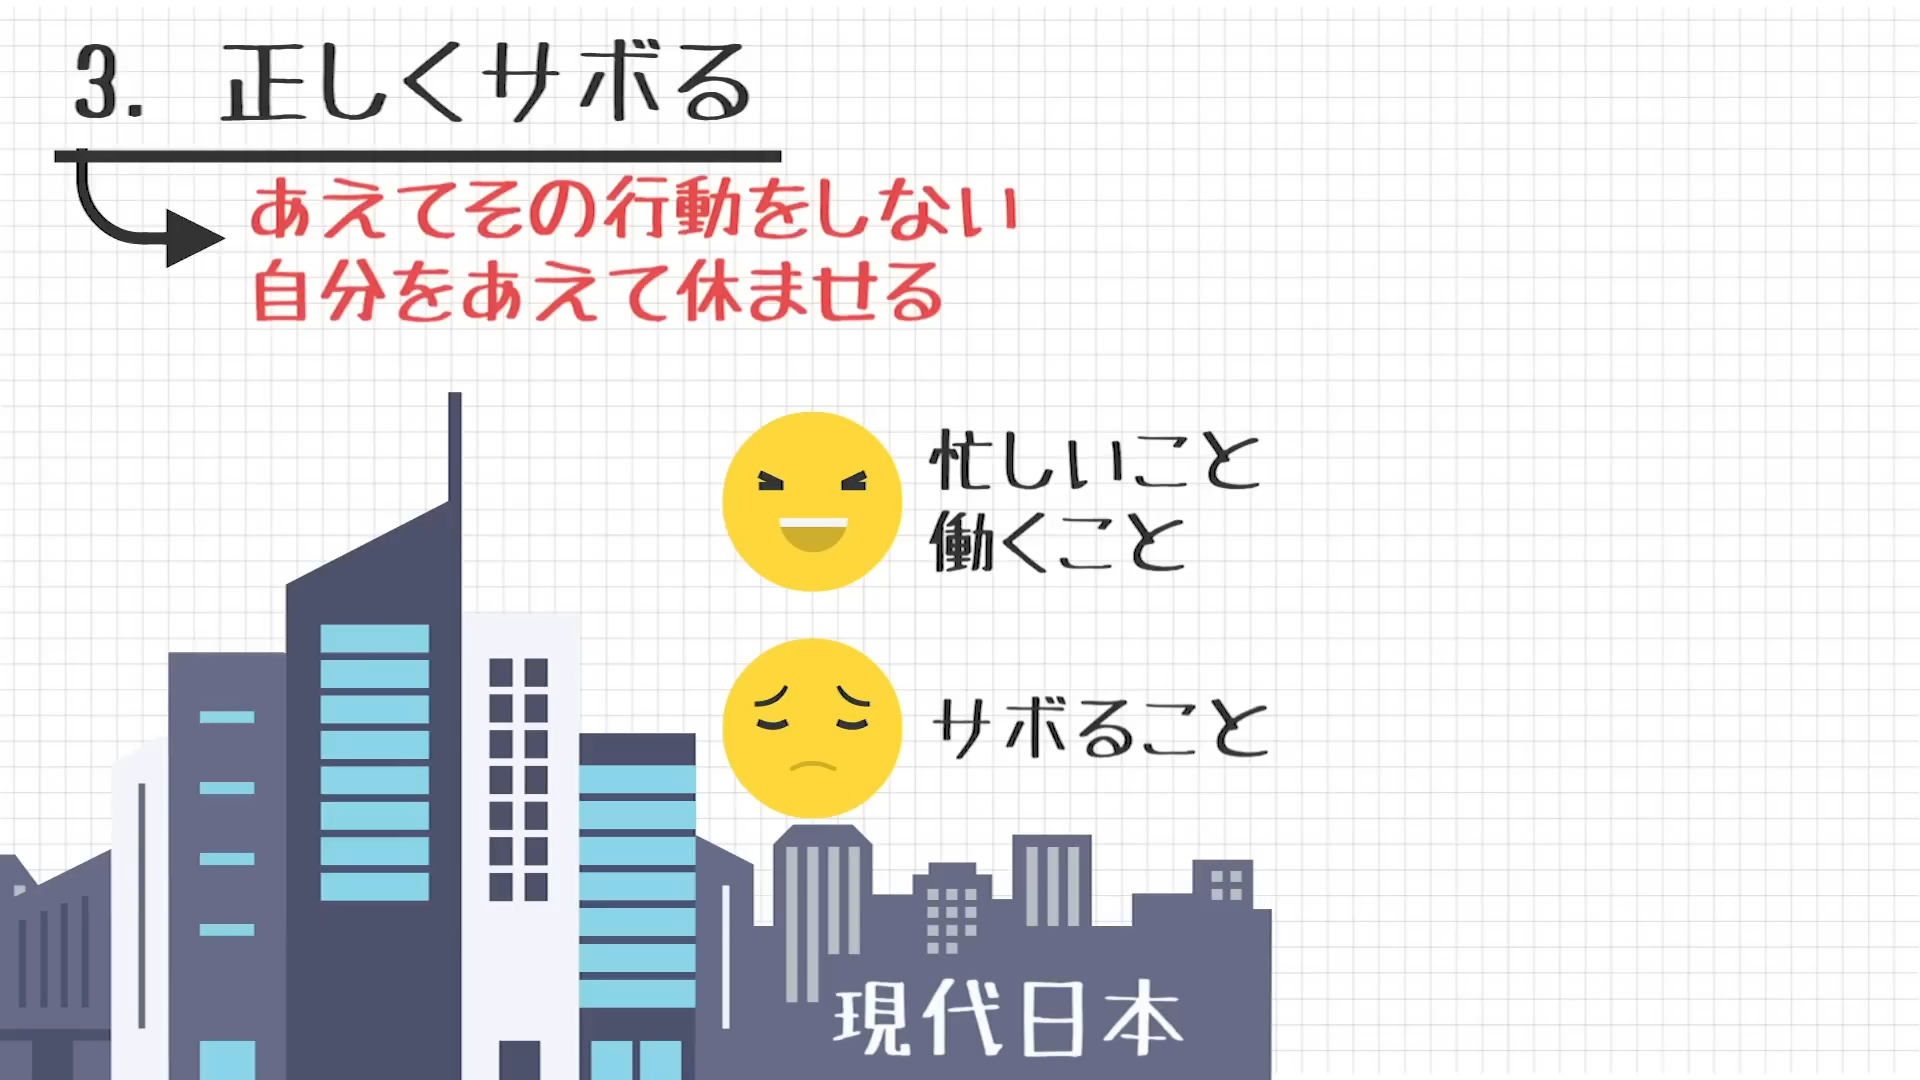 3. 正しくサボる
あえてその行動をしない
自分をあえて休ませる
忙しいこと
働くこと
サボること
現代日本